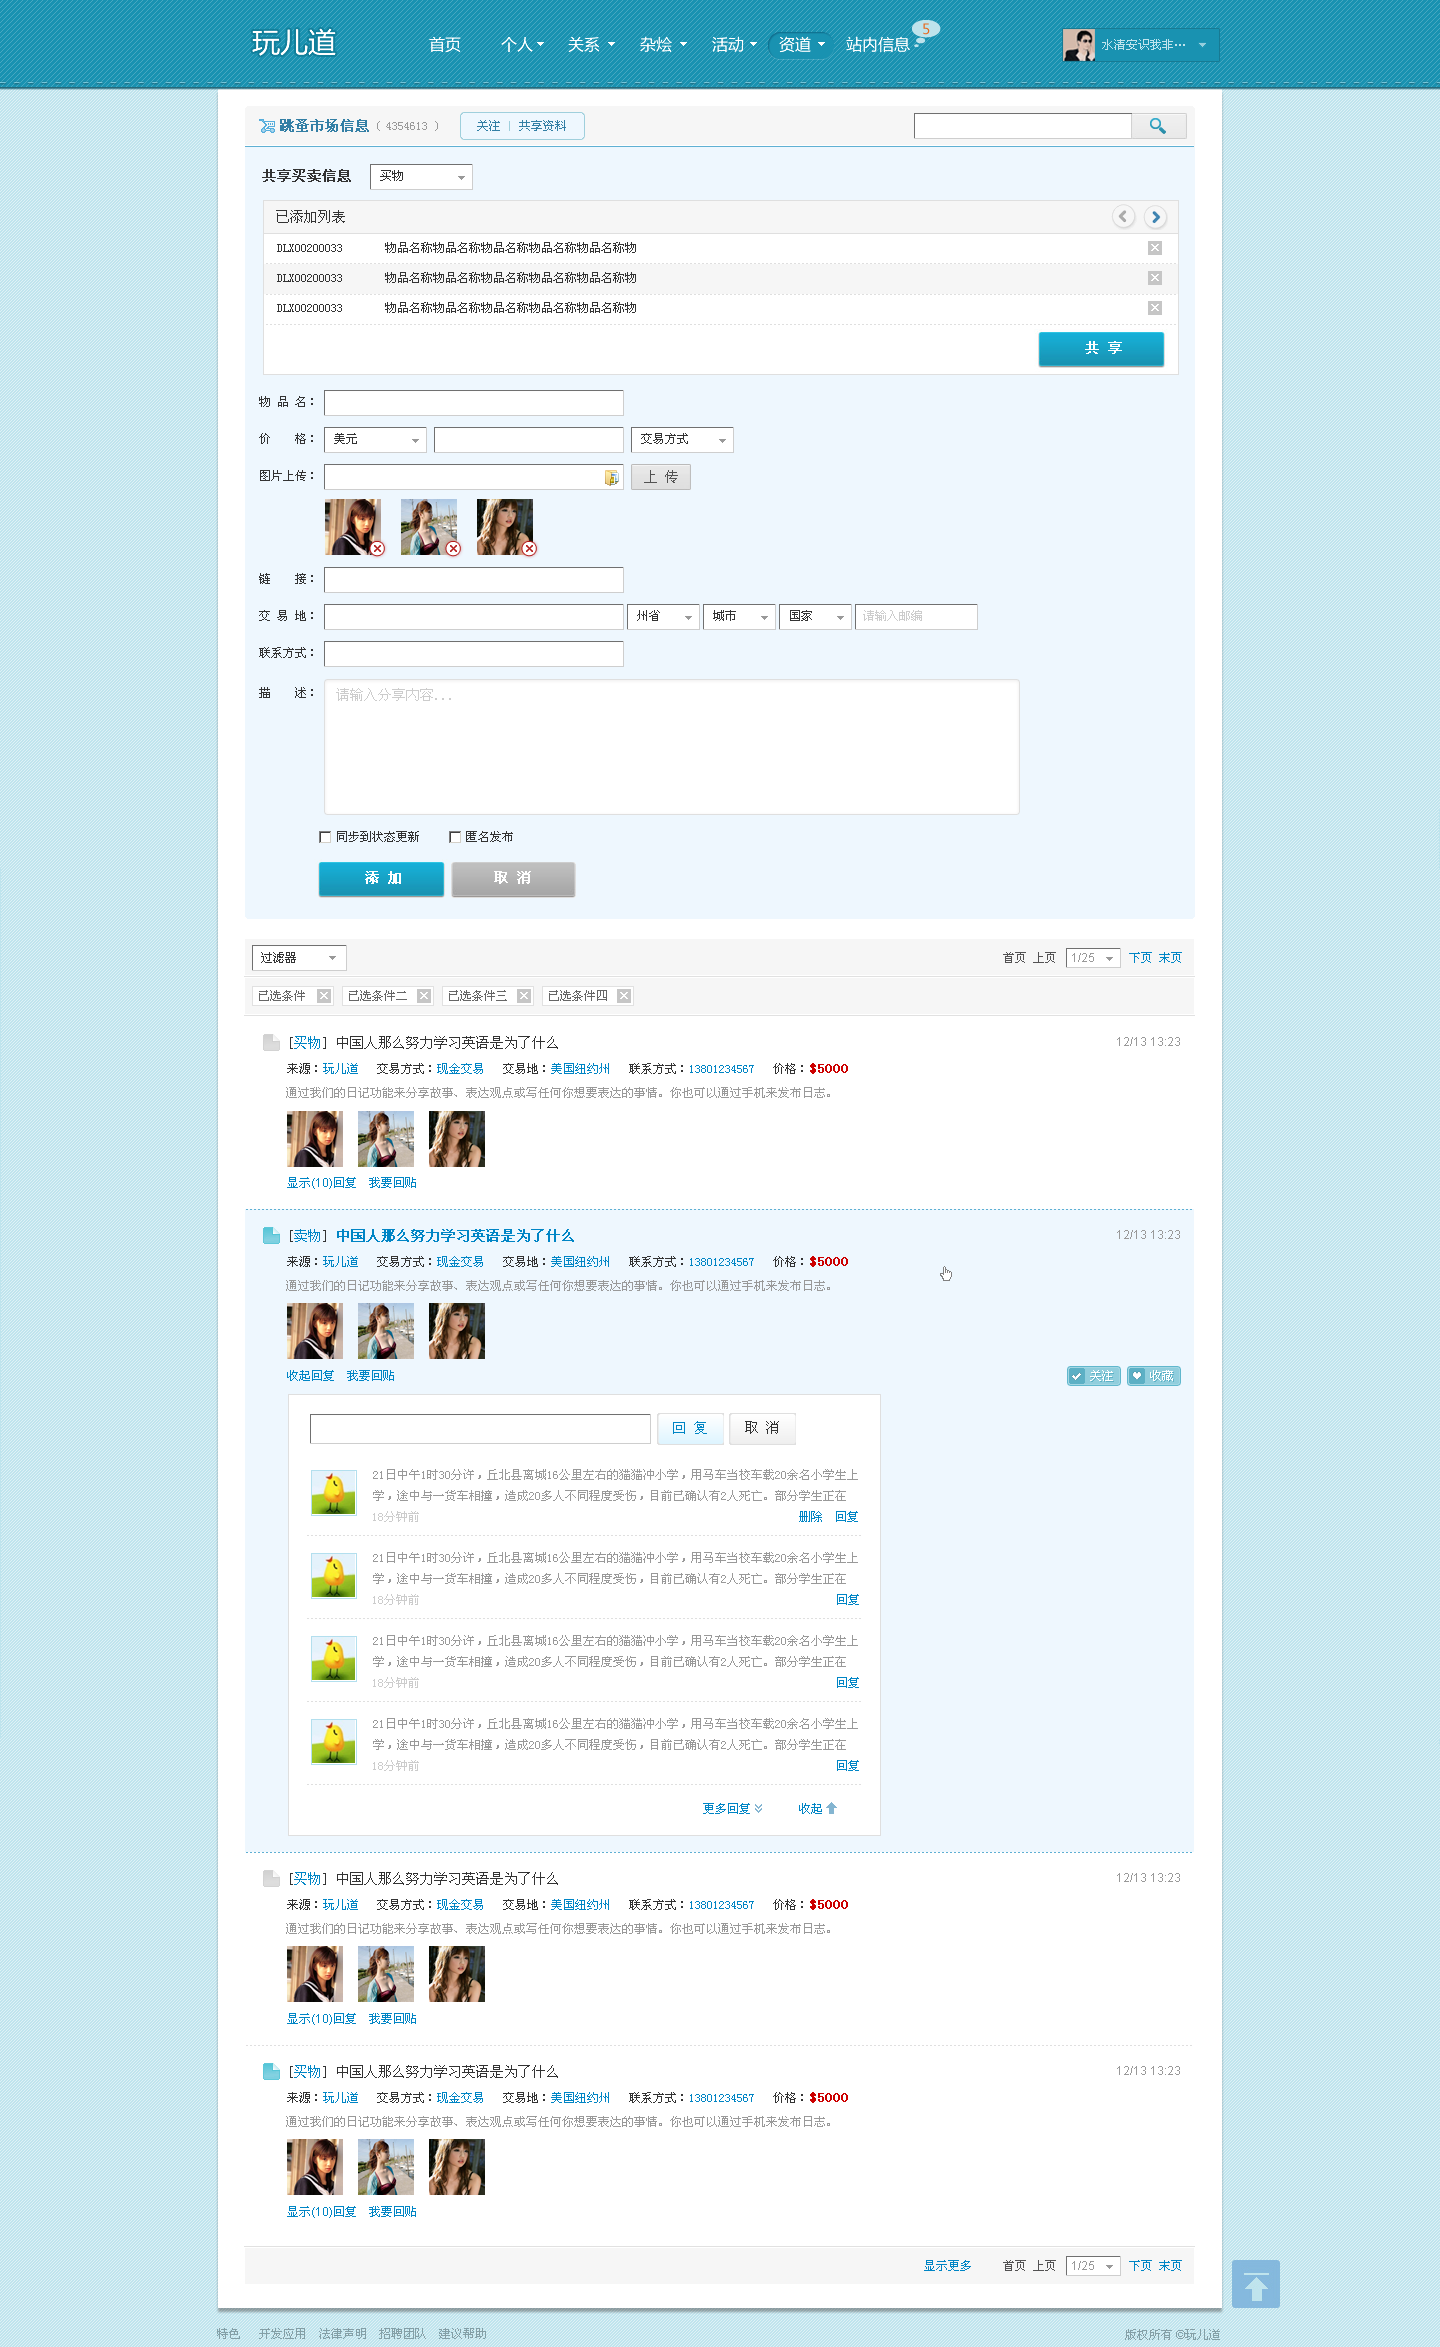 玩儿道 首页 个人 关系 杂烩 活动 资道 站内信息 5 水清安识我非…
跳蚤市场信息（ 4354613 ） 关注 | 共享资料
共享买卖信息 买物
已添加列表
DLX00200033 物品名称物品名称物品名称物品名称物品名称物
DLX00200033 物品名称物品名称物品名称物品名称物品名称物
DLX00200033 物品名称物品名称物品名称物品名称物品名称物
共 享
物 品 名：
价 格： 美元 交易方式
图片上传： 上 传
链 接：
交 易 地： 州省 城市 国家 请输入邮编
联系方式：
描 述： 请输入分享内容...
同步到状态更新 匿名发布
添 加 取 消
过滤器 首页 上页 1/25 下页 末页
已选条件 已选条件二 已选条件三 已选条件四
[买物] 中国人那么努力学习英语是为了什么 12/13 13:23
来源：玩儿道 交易方式：现金交易 交易地：美国纽约州 联系方式：13801234567 价格：$5000
通过我们的日记功能来分享故事、表达观点或写任何你想要表达的事情。你也可以通过手机来发布日志。
显示(10)回复 我要回贴
[卖物] 中国人那么努力学习英语是为了什么 12/13 13:23
来源：玩儿道 交易方式：现金交易 交易地：美国纽约州 联系方式：13801234567 价格：$5000
通过我们的日记功能来分享故事、表达观点或写任何你想要表达的事情。你也可以通过手机来发布日志。
收起回复 我要回贴 关注 收藏
回 复 取 消
21日中午1时30分许，丘北县离城16公里左右的猫猫冲小学，用马车当校车载20余名小学生上
学，途中与一货车相撞，造成20多人不同程度受伤，目前已确认有2人死亡。部分学生正在
18分钟前 删除 回复
21日中午1时30分许，丘北县离城16公里左右的猫猫冲小学，用马车当校车载20余名小学生上
学，途中与一货车相撞，造成20多人不同程度受伤，目前已确认有2人死亡。部分学生正在
18分钟前 回复
21日中午1时30分许，丘北县离城16公里左右的猫猫冲小学，用马车当校车载20余名小学生上
学，途中与一货车相撞，造成20多人不同程度受伤，目前已确认有2人死亡。部分学生正在
18分钟前 回复
21日中午1时30分许，丘北县离城16公里左右的猫猫冲小学，用马车当校车载20余名小学生上
学，途中与一货车相撞，造成20多人不同程度受伤，目前已确认有2人死亡。部分学生正在
18分钟前 回复
更多回复 收起
[买物] 中国人那么努力学习英语是为了什么 12/13 13:23
来源：玩儿道 交易方式：现金交易 交易地：美国纽约州 联系方式：13801234567 价格：$5000
通过我们的日记功能来分享故事、表达观点或写任何你想要表达的事情。你也可以通过手机来发布日志。
显示(10)回复 我要回贴
[买物] 中国人那么努力学习英语是为了什么 12/13 13:23
来源：玩儿道 交易方式：现金交易 交易地：美国纽约州 联系方式：13801234567 价格：$5000
通过我们的日记功能来分享故事、表达观点或写任何你想要表达的事情。你也可以通过手机来发布日志。
显示(10)回复 我要回贴
显示更多 首页 上页 1/25 下页 末页
特色 开发应用 法律声明 招聘团队 建议帮助 版权所有 ©玩儿道